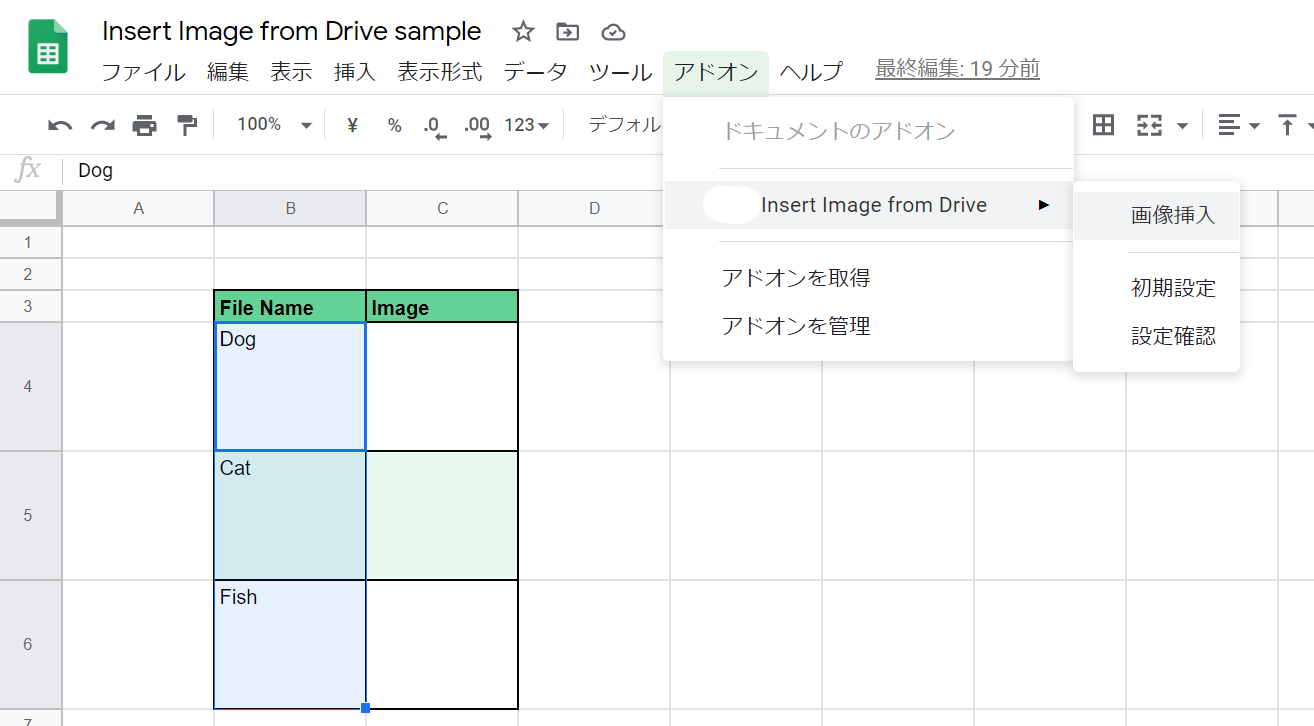 Insert Image from Drive sample
ファイル 編集 表示 挿入 表示形式 データ ツール アドオン ヘルプ 最終編集: 19 分前
100% ¥ % .0 .00 123 デフォル
ドキュメントのアドオン
fx Dog
Insert Image from Drive
画像挿入
アドオンを取得
初期設定
アドオンを管理
設定確認
A B C D
1
2
3 File Name Image
4 Dog
5 Cat
6 Fish
7